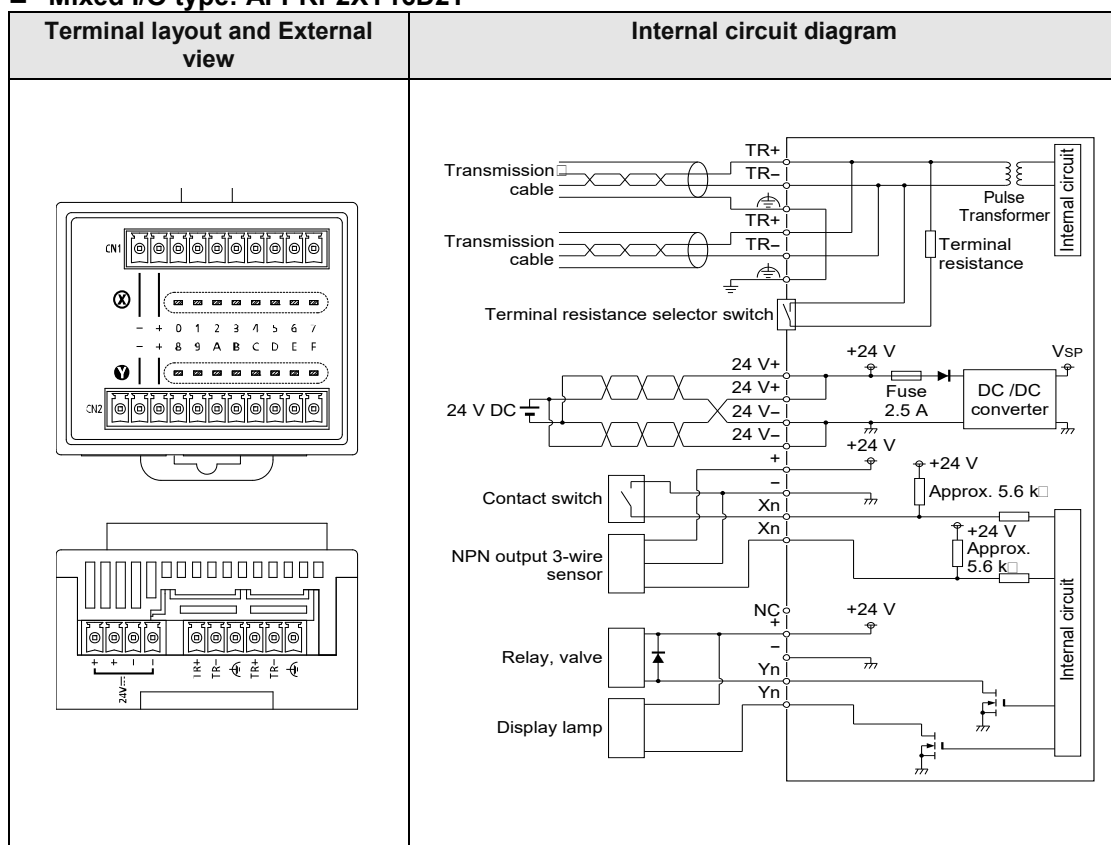 Terminal layout and External
view
Internal circuit diagram
CN1
X
− + 0 1 2 3 4 5 6 7
− + 8 9 A B C D E F
Y
CN2
+ + − −
24V
TR+ TR− TR+ TR−
TR+
Transmission
cable
TR−
TR+
Transmission
cable
TR−
Pulse
Transformer
Internal circuit
Terminal
resistance
Terminal resistance selector switch
24 V+
24 V+
24 V DC
24 V−
24 V−
+24 V
Fuse
2.5 A
DC /DC
converter
VSP
+
+24 V
−
Contact switch
Xn
+24 V
Approx. 5.6 k
Xn
NPN output 3-wire
sensor
+24 V
Approx.
5.6 k
NC
+
+24 V
−
Relay, valve
Yn
Yn
Display lamp
Internal circuit